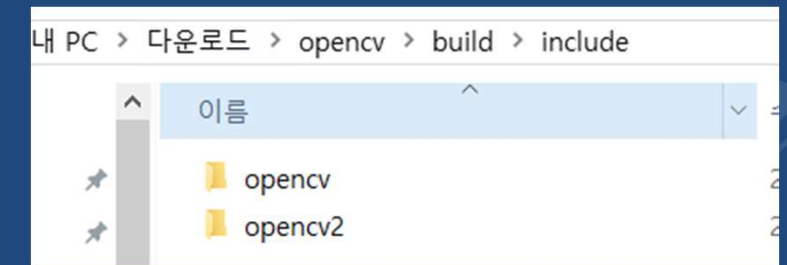 내 PC > 다운로드 > opencv > build > include
이름
opencv
opencv2